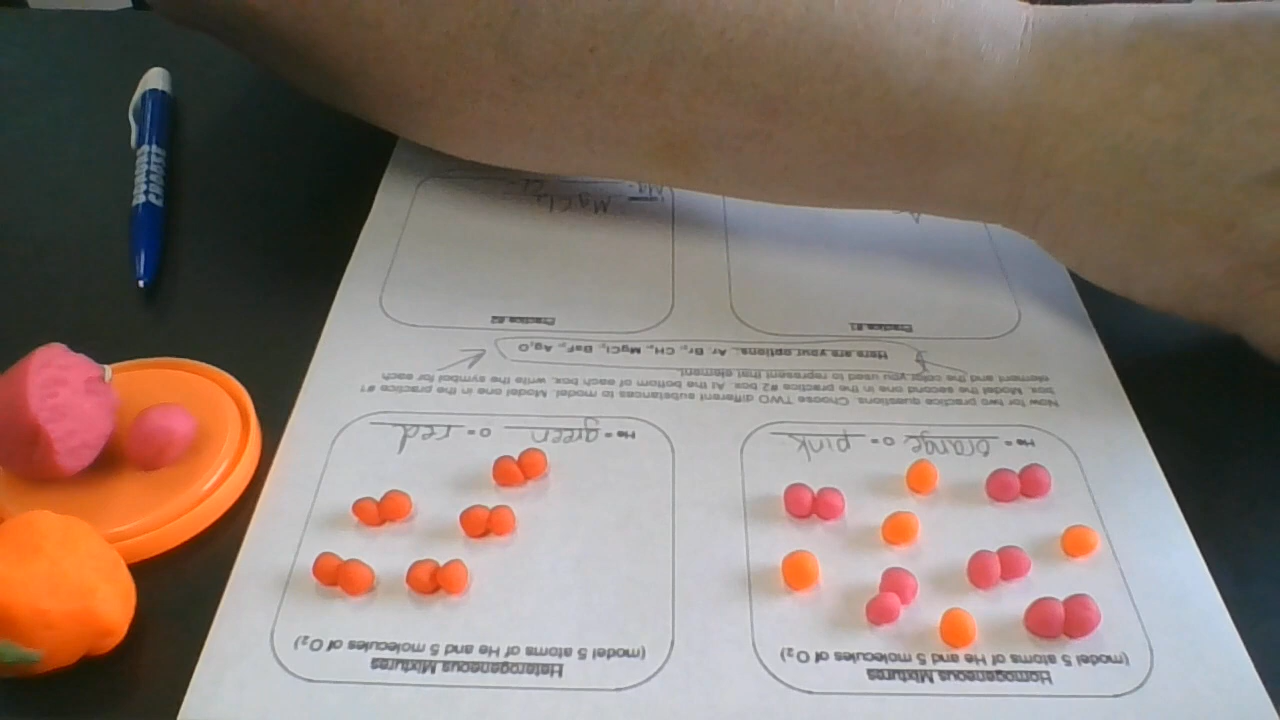 Homogeneous Mixtures
(model 5 atoms of He and 5 molecules of O₂)
He = orange O = pink
Heterogeneous Mixtures
(model 5 atoms of He and 5 molecules of O₂)
He = green O = red
Now for two practice questions. Choose TWO different substances to model. Model one in the practice #1
box. Model the second one in the practice #2 box. At the bottom of each box, write the symbol for each
element and the color you used to represent that element.
Here are your options.. Ar, Br₂, CH₄, MgCl₂, BaF₂, Ag₂O
Practice #1
Practice #2
MgCl₂